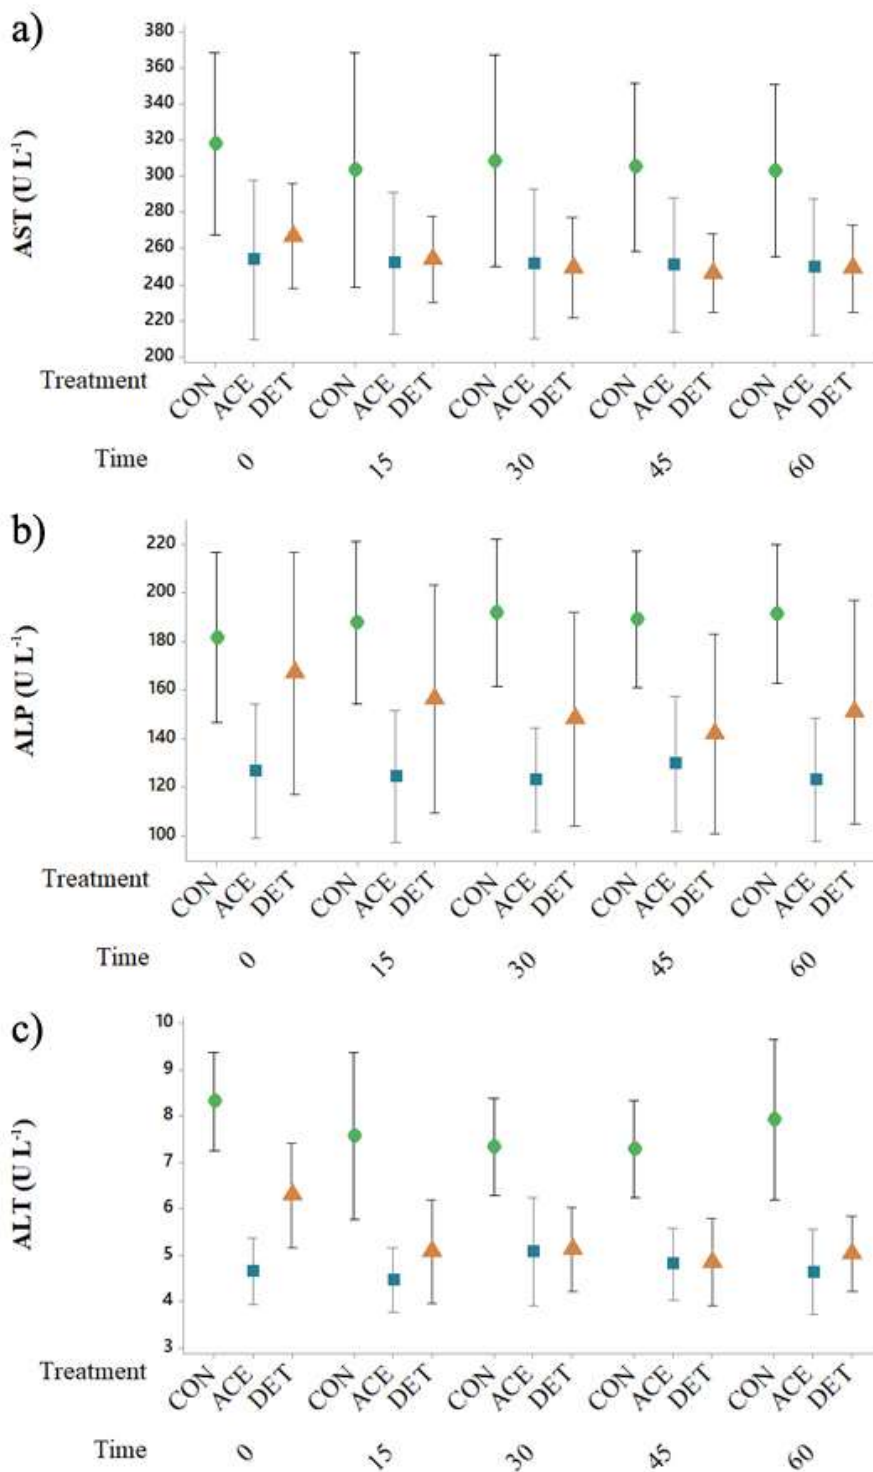 a)
AST (U L⁻¹)
380
360
340
320
300
280
260
240
220
200
Treatment CON ACE DET CON ACE DET CON ACE DET CON ACE DET CON ACE DET
Time 0 15 30 45 60
b)
ALP (U L⁻¹)
220
200
180
160
140
120
100
Treatment CON ACE DET CON ACE DET CON ACE DET CON ACE DET CON ACE DET
Time 0 15 30 45 60
c)
ALT (U L⁻¹)
10
9
8
7
6
5
4
3
Treatment CON ACE DET CON ACE DET CON ACE DET CON ACE DET CON ACE DET
Time 0 15 30 45 60